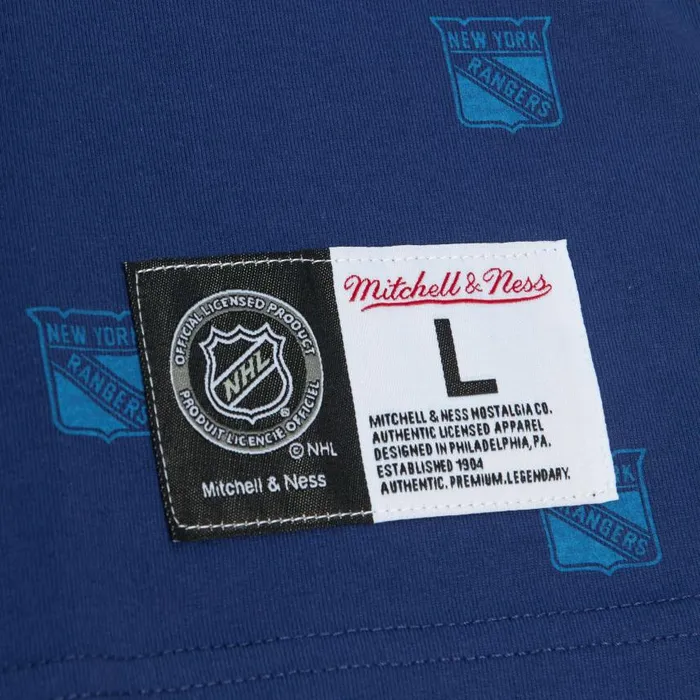 NEW YORK
RANGERS
OFFICIAL LICENSED PRODUCT
NHL
PRODUIT LICENCIÉ OFFICIEL
© NHL
Mitchell & Ness
Mitchell & Ness
L
MITCHELL & NESS NOSTALGIA CO.
AUTHENTIC LICENSED APPAREL
DESIGNED IN PHILADELPHIA, PA.
ESTABLISHED 1904
AUTHENTIC. PREMIUM. LEGENDARY.
NEW YOR
RANGERS
RANGERS